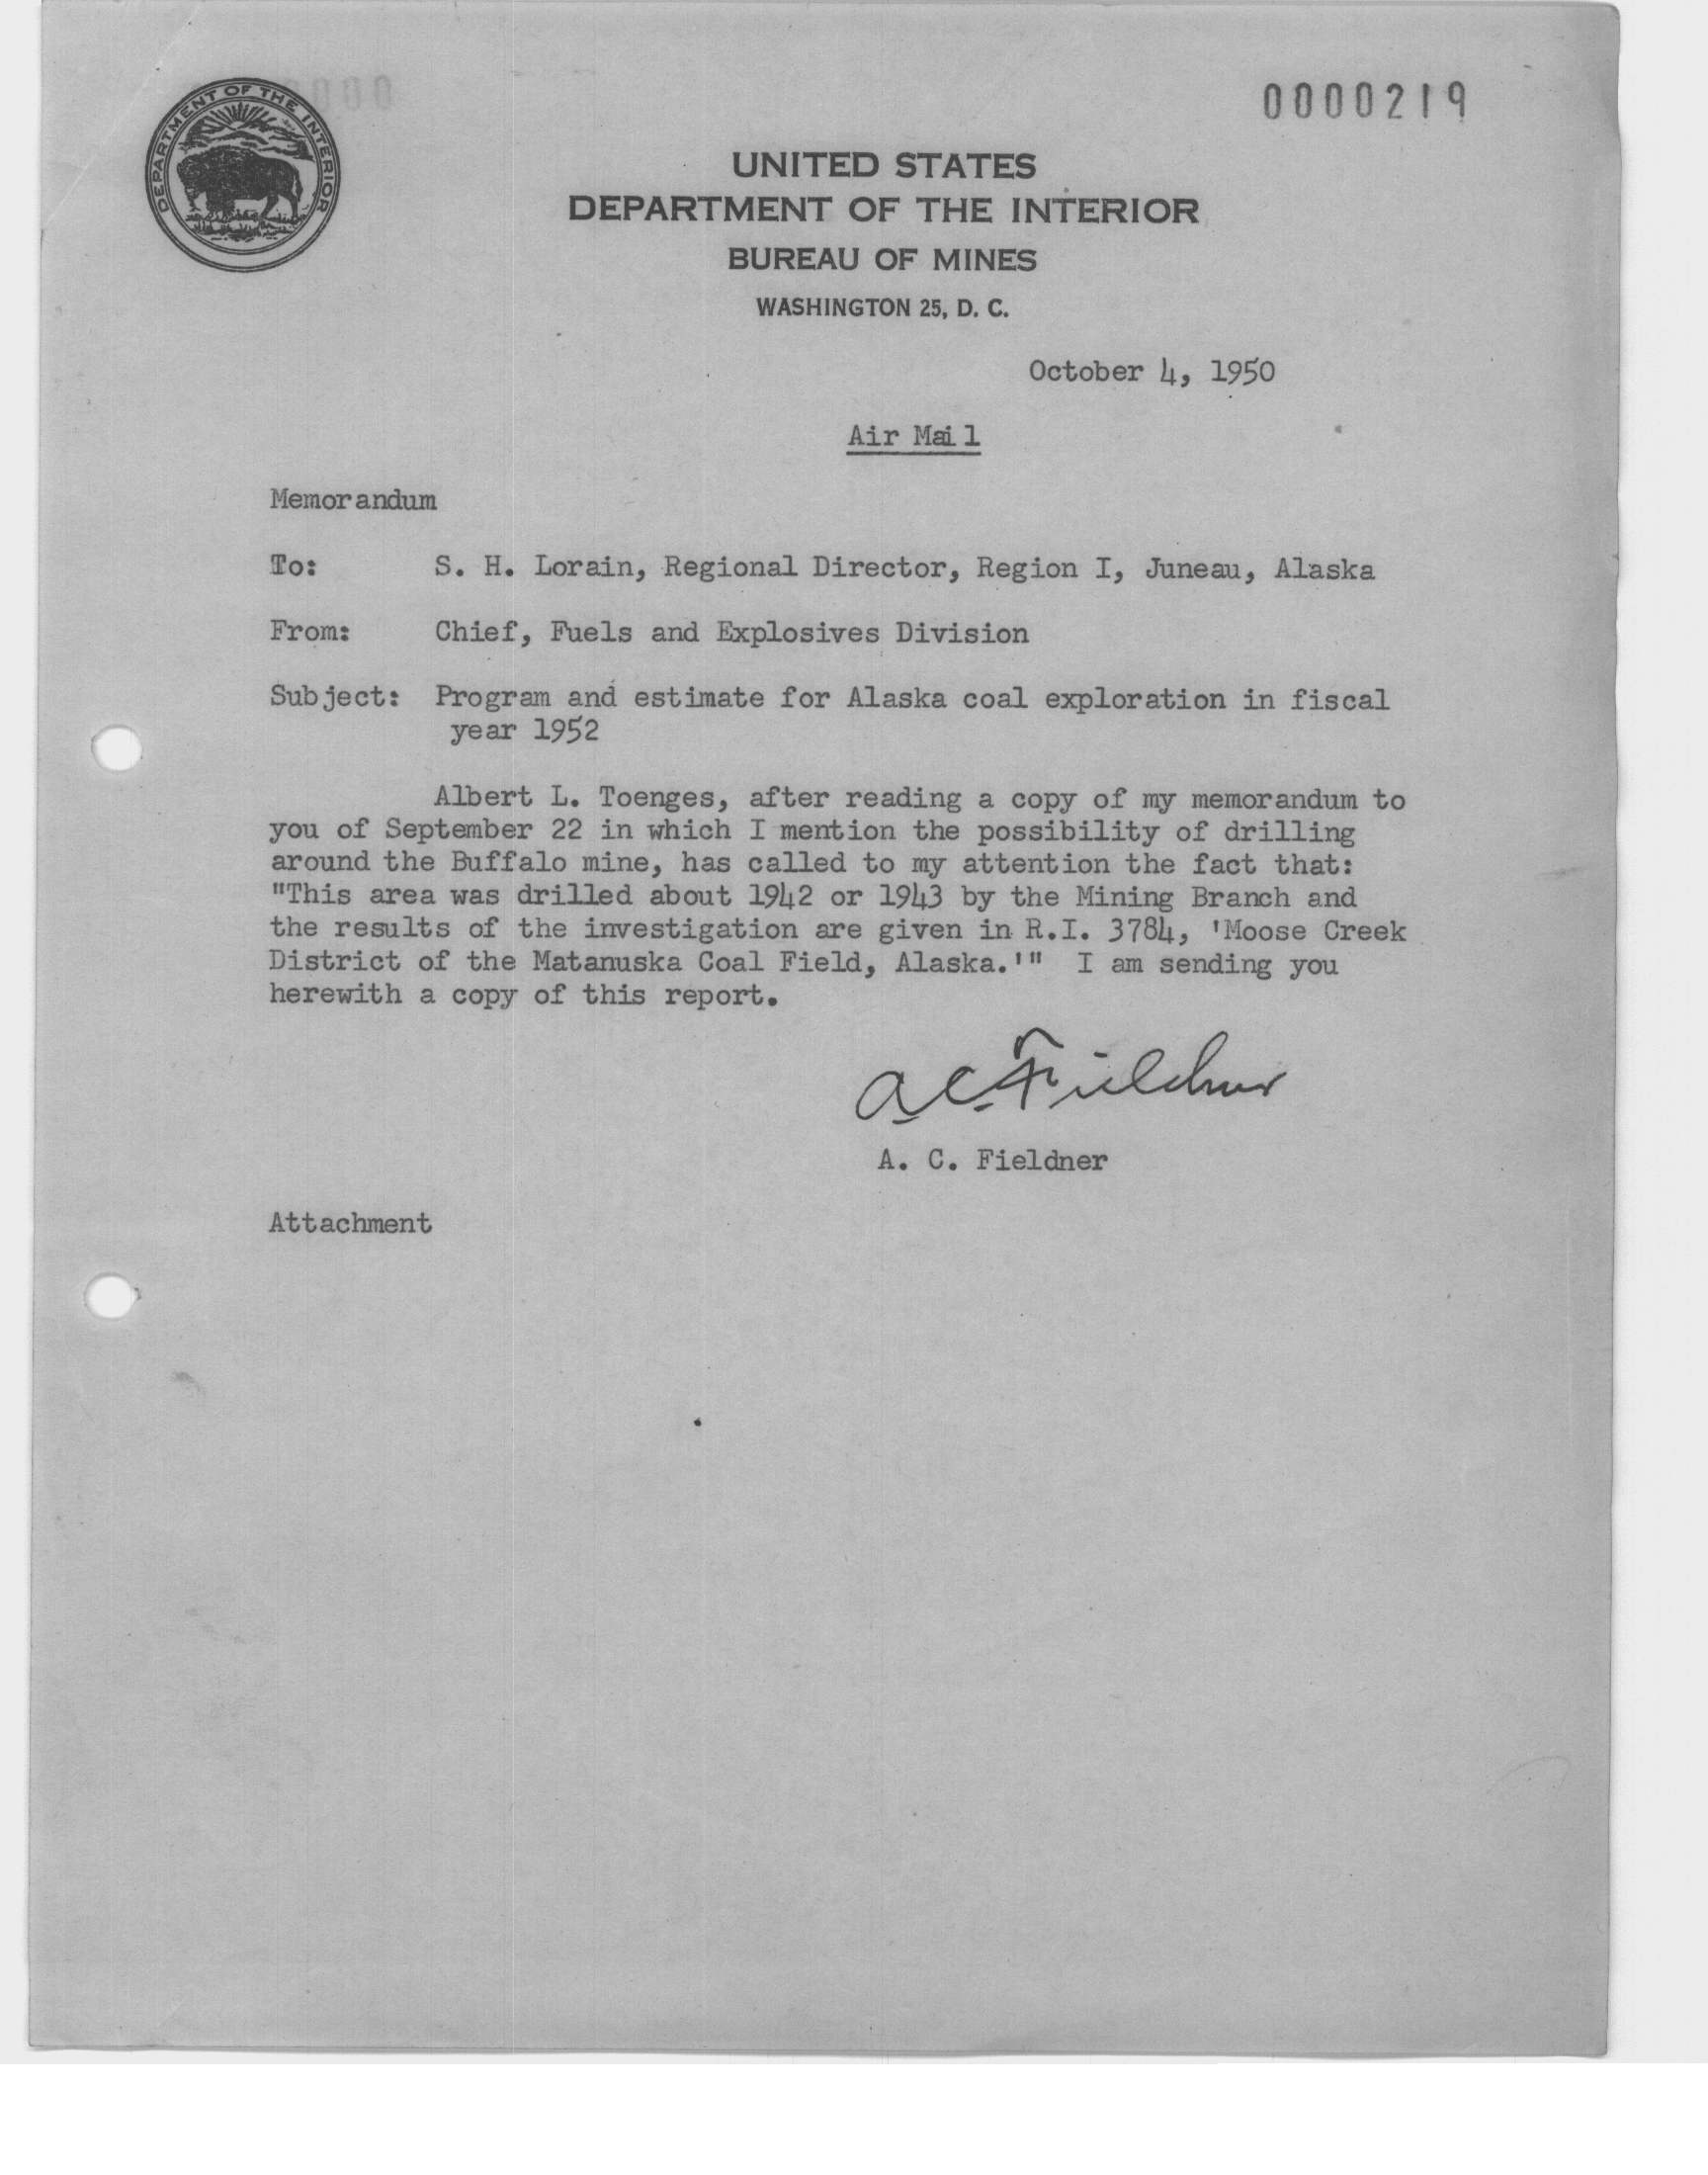 DEPARTMENT OF THE INTERIOR
000
0000219
UNITED STATES
DEPARTMENT OF THE INTERIOR
BUREAU OF MINES
WASHINGTON 25, D. C.
October 4, 1950
Air Mail
Memorandum
To: S. H. Lorain, Regional Director, Region I, Juneau, Alaska
From: Chief, Fuels and Explosives Division
Subject: Program and estimate for Alaska coal exploration in fiscal
year 1952
Albert L. Toenges, after reading a copy of my memorandum to
you of September 22 in which I mention the possibility of drilling
around the Buffalo mine, has called to my attention the fact that:
"This area was drilled about 1942 or 1943 by the Mining Branch and
the results of the investigation are given in R.I. 3784, 'Moose Creek
District of the Matanuska Coal Field, Alaska.'" I am sending you
herewith a copy of this report.
A. C. Fieldner
A. C. Fieldner
Attachment